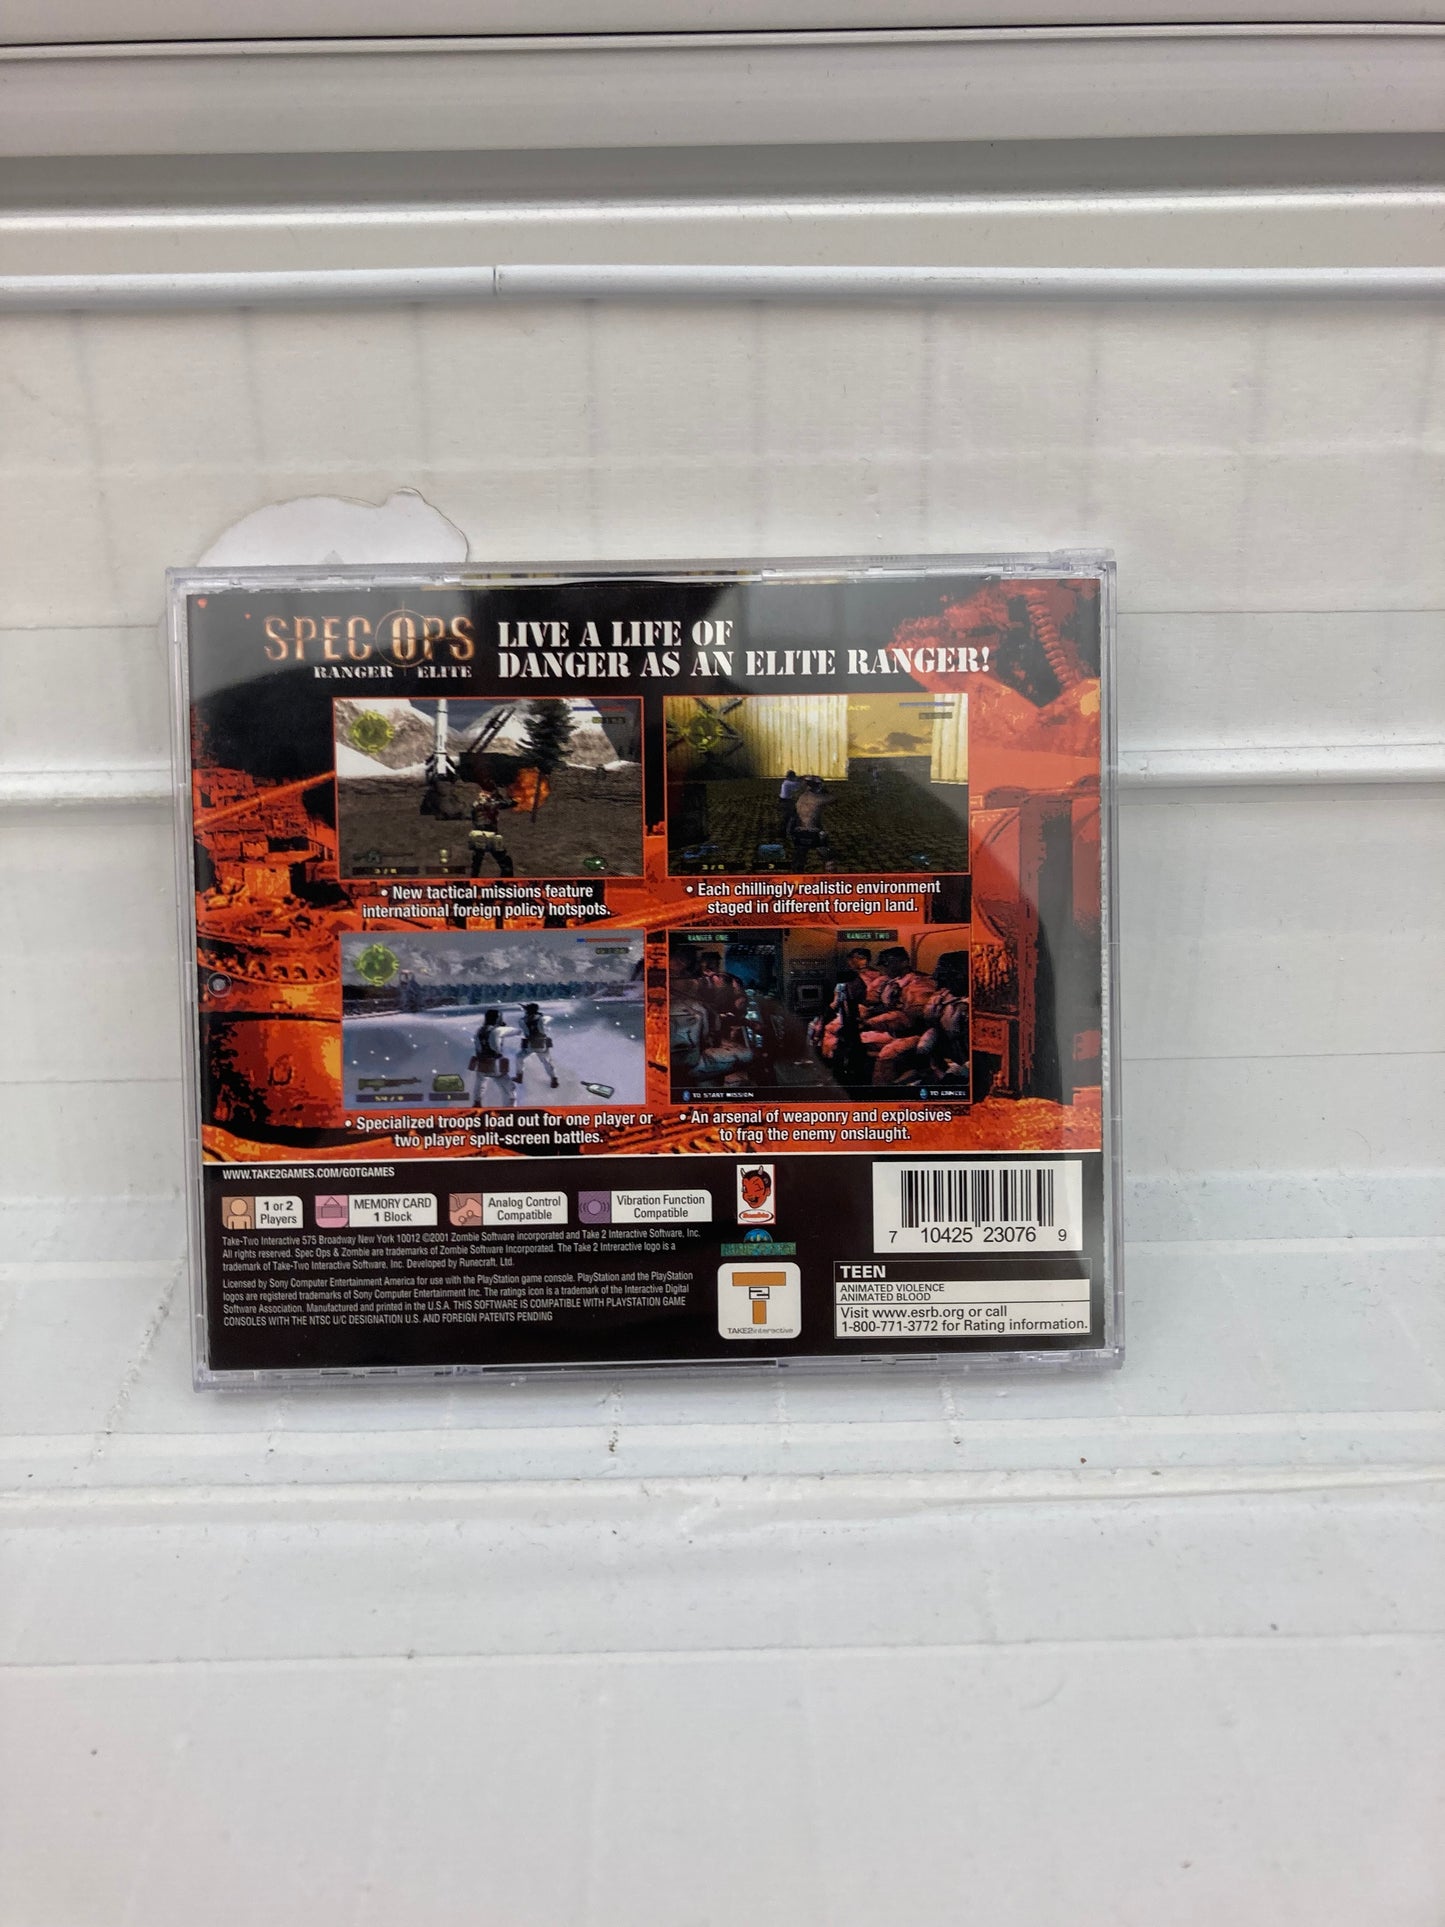 SPEC OPS
RANGER ELITE
LIVE A LIFE OF
DANGER AS AN ELITE RANGER!
• New tactical missions feature
international foreign policy hotspots.
• Each chillingly realistic environment
staged in different foreign land.
RANGER ONE
RANGER TWO
TO START MISSION
TO CANCEL
• Specialized troops load out for one player or
two player split-screen battles.
• An arsenal of weaponry and explosives
to frag the enemy onslaught.
WWW.TAKE2GAMES.COM/GOTGAMES
1 or 2
Players
MEMORY CARD
1 Block
Analog Control
Compatible
Vibration Function
Compatible
Take-Two Interactive 575 Broadway New York 10012 ©2001 Zombie Software incorporated and Take 2 Interactive Software, Inc.
All rights reserved. Spec Ops & Zombie are trademarks of Zombie Software Incorporated. The Take 2 Intreractive logo is a
trademark of Take-Two Interactive Software, Inc. Developed by Runecraft, Ltd.
Licensed by Sony Computer Entertainment America for use with the PlayStation game console. PlayStation and the PlayStation
logos are registered trademarks of Sony Computer Entertainment Inc. The ratings icon is a trademark of the Interactive Digital
Software Association. Manufactured and printed in the U.S.A. THIS SOFTWARE IS COMPATIBLE WITH PLAYSTATION GAME
CONSOLES WITH THE NTSC U/C DESIGNATION U.S. AND FOREIGN PATENTS PENDING
Zombie
T2
TAKE2interactive
7 10425 23076 9
TEEN
ANIMATED VIOLENCE
ANIMATED BLOOD
Visit www.esrb.org or call
1-800-771-3772 for Rating information.